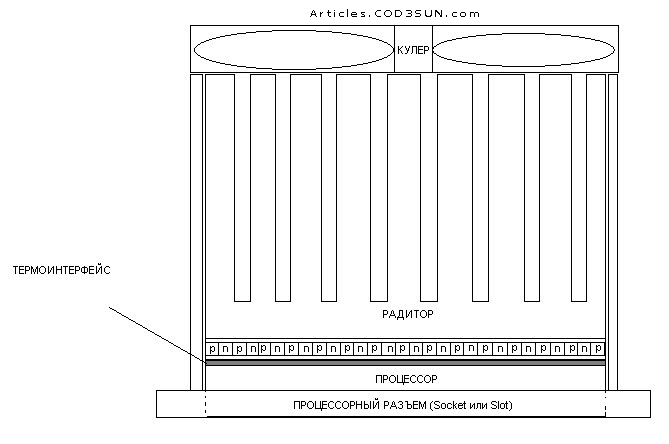 Articles.COD3SUN.com
КУЛЕР
ТЕРМОИНТЕРФЕЙС
РАДИТОР
p n p n p n p n p n p n p n p n p n p n p n p n p n p n p n p
ПРОЦЕССОР
ПРОЦЕССОРНЫЙ РАЗЪЕМ (Socket или Slot)